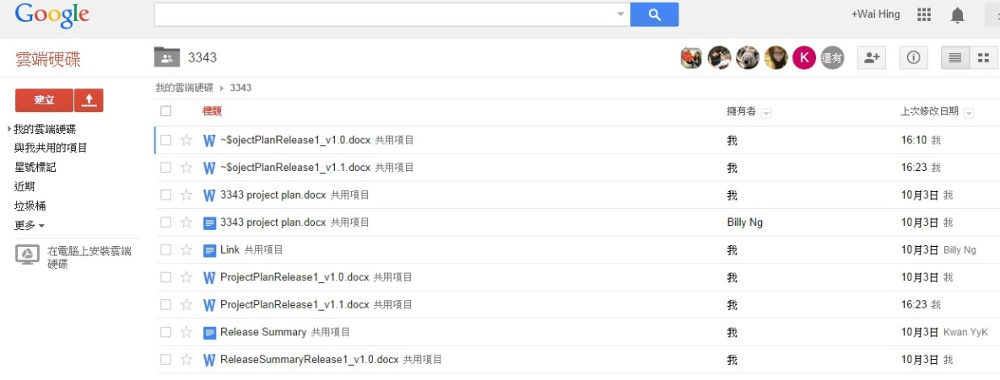 Google
+Wai Hing
雲端硬碟
3343
K
還有
我的雲端硬碟 ▸ 3343
建立
標題 擁有者 上次修改日期
我的雲端硬碟
與我共用的項目
星號標記
近期
垃圾桶
更多
在電腦上安裝雲端
硬碟
~$ojectPlanRelease1_v1.0.docx 共用項目 我 16:10 我
~$ojectPlanRelease1_v1.1.docx 共用項目 我 16:23 我
3343 project plan.docx 共用項目 我 10月3日 我
3343 project plan.docx 共用項目 Billy Ng 10月3日 我
Link 共用項目 我 10月3日 Billy Ng
ProjectPlanRelease1_v1.0.docx 共用項目 我 10月3日 我
ProjectPlanRelease1_v1.1.docx 共用項目 我 16:23 我
Release Summary 共用項目 我 10月3日 Kwan YyK
ReleaseSummaryRelease1_v1.0.docx 共用項目 我 10月3日 我